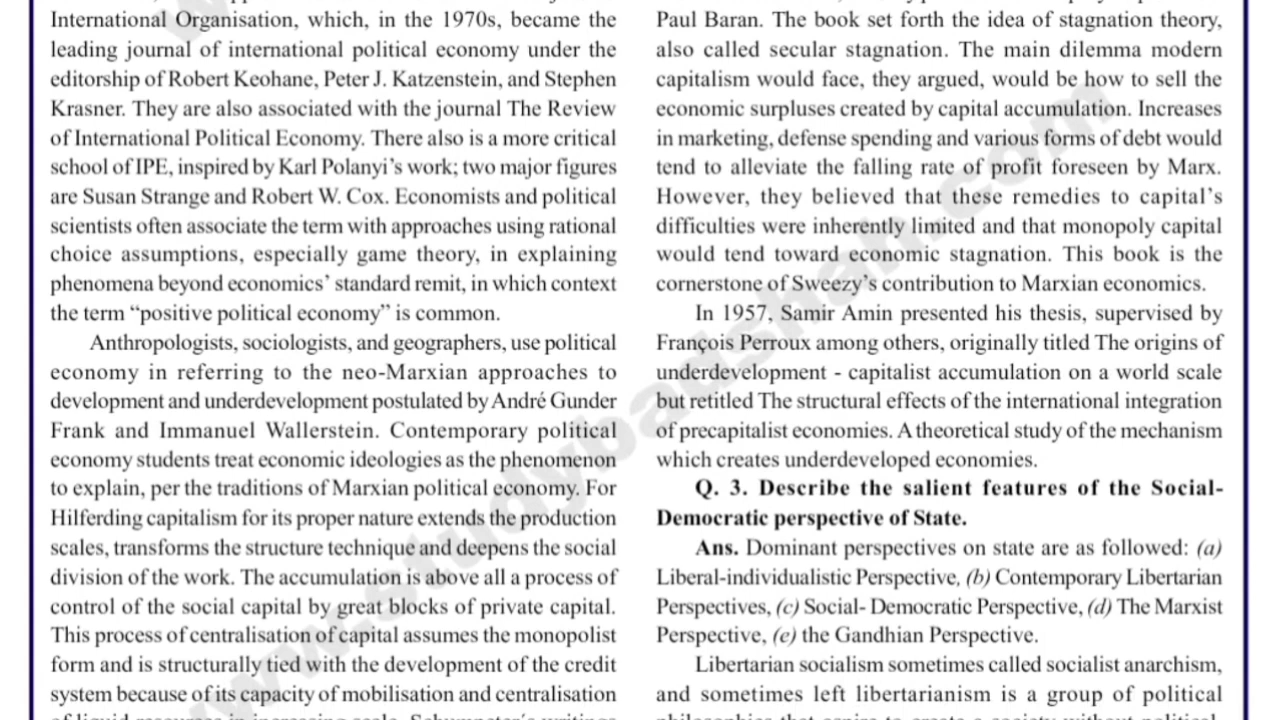 International Organisation, which, in the 1970s, became the
leading journal of international political economy under the
editorship of Robert Keohane, Peter J. Katzenstein, and Stephen
Krasner. They are also associated with the journal The Review
of International Political Economy. There also is a more critical
school of IPE, inspired by Karl Polanyi's work; two major figures
are Susan Strange and Robert W. Cox. Economists and political
scientists often associate the term with approaches using rational
choice assumptions, especially game theory, in explaining
phenomena beyond economics' standard remit, in which context
the term “positive political economy” is common.
Anthropologists, sociologists, and geographers, use political
economy in referring to the neo-Marxian approaches to
development and underdevelopment postulated by André Gunder
Frank and Immanuel Wallerstein. Contemporary political
economy students treat economic ideologies as the phenomenon
to explain, per the traditions of Marxian political economy. For
Hilferding capitalism for its proper nature extends the production
scales, transforms the structure technique and deepens the social
division of the work. The accumulation is above all a process of
control of the social capital by great blocks of private capital.
This process of centralisation of capital assumes the monopolist
form and is structurally tied with the development of the credit
system because of its capacity of mobilisation and centralisation
Paul Baran. The book set forth the idea of stagnation theory,
also called secular stagnation. The main dilemma modern
capitalism would face, they argued, would be how to sell the
economic surpluses created by capital accumulation. Increases
in marketing, defense spending and various forms of debt would
tend to alleviate the falling rate of profit foreseen by Marx.
However, they believed that these remedies to capital's
difficulties were inherently limited and that monopoly capital
would tend toward economic stagnation. This book is the
cornerstone of Sweezy's contribution to Marxian economics.
In 1957, Samir Amin presented his thesis, supervised by
François Perroux among others, originally titled The origins of
underdevelopment - capitalist accumulation on a world scale
but retitled The structural effects of the international integration
of precapitalist economies. A theoretical study of the mechanism
which creates underdeveloped economies.
Q. 3. Describe the salient features of the Social-
Democratic perspective of State.
Ans. Dominant perspectives on state are as followed: (a)
Liberal-individualistic Perspective, (b) Contemporary Libertarian
Perspectives, (c) Social- Democratic Perspective, (d) The Marxist
Perspective, (e) the Gandhian Perspective.
Libertarian socialism sometimes called socialist anarchism,
and sometimes left libertarianism is a group of political
www.studybadshah.com